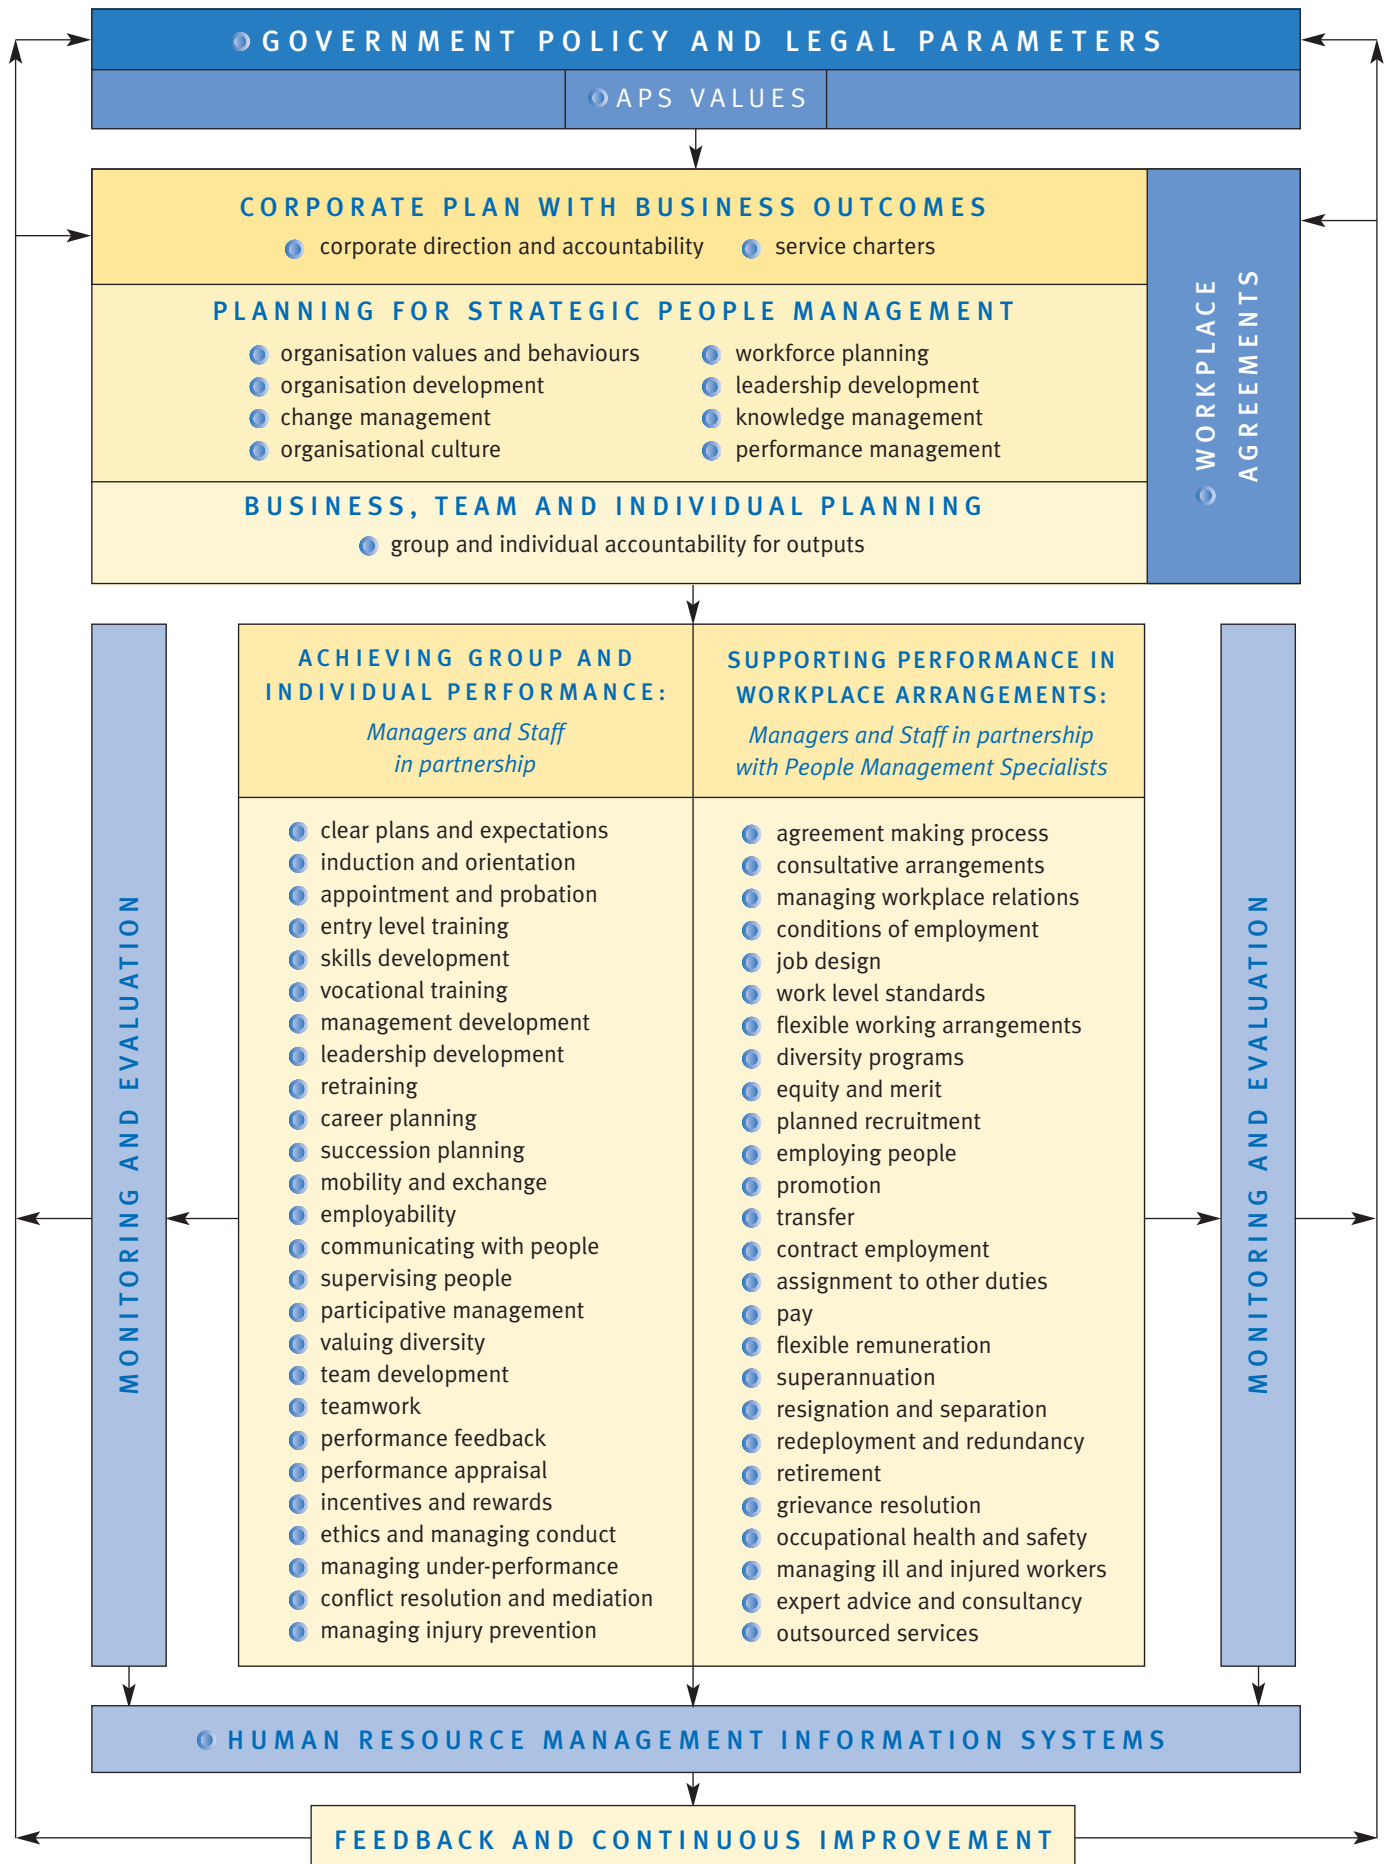 GOVERNMENT POLICY AND LEGAL PARAMETERS
APS VALUES
CORPORATE PLAN WITH BUSINESS OUTCOMES
corporate direction and accountability
service charters
PLANNING FOR STRATEGIC PEOPLE MANAGEMENT
organisation values and behaviours
organisation development
change management
organisational culture
workforce planning
leadership development
knowledge management
performance management
BUSINESS, TEAM AND INDIVIDUAL PLANNING
group and individual accountability for outputs
WORKPLACE
AGREEMENTS
MONITORING AND EVALUATION
ACHIEVING GROUP AND
INDIVIDUAL PERFORMANCE:
Managers and Staff
in partnership
clear plans and expectations
induction and orientation
appointment and probation
entry level training
skills development
vocational training
management development
leadership development
retraining
career planning
succession planning
mobility and exchange
employability
communicating with people
supervising people
participative management
valuing diversity
team development
teamwork
performance feedback
performance appraisal
incentives and rewards
ethics and managing conduct
managing under-performance
conflict resolution and mediation
managing injury prevention
SUPPORTING PERFORMANCE IN
WORKPLACE ARRANGEMENTS:
Managers and Staff in partnership
with People Management Specialists
agreement making process
consultative arrangements
managing workplace relations
conditions of employment
job design
work level standards
flexible working arrangements
diversity programs
equity and merit
planned recruitment
employing people
promotion
transfer
contract employment
assignment to other duties
pay
flexible remuneration
superannuation
resignation and separation
redeployment and redundancy
retirement
grievance resolution
occupational health and safety
managing ill and injured workers
expert advice and consultancy
outsourced services
MONITORING AND EVALUATION
HUMAN RESOURCE MANAGEMENT INFORMATION SYSTEMS
FEEDBACK AND CONTINUOUS IMPROVEMENT